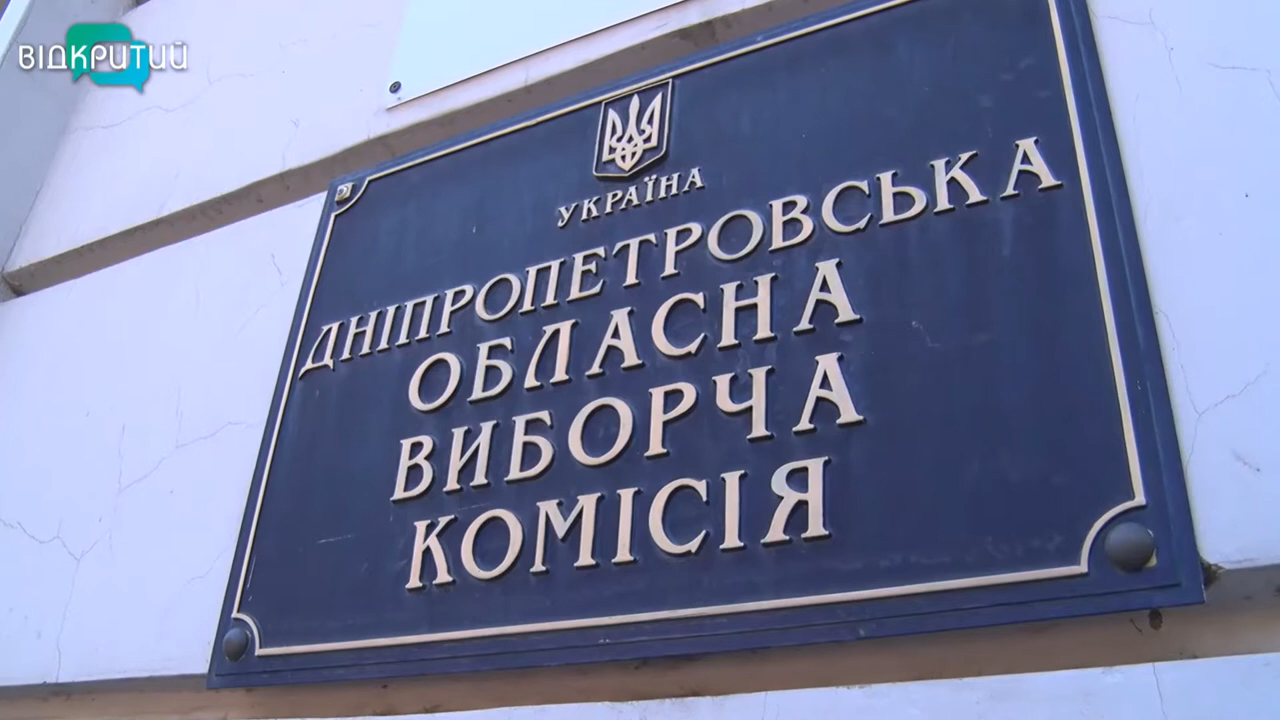 ВІДКРИТИЙ
УКРАЇНА
ДНІПРОПЕТРОВСЬКА
ОБЛАСНА
ВИБОРЧА
КОМІСІЯ